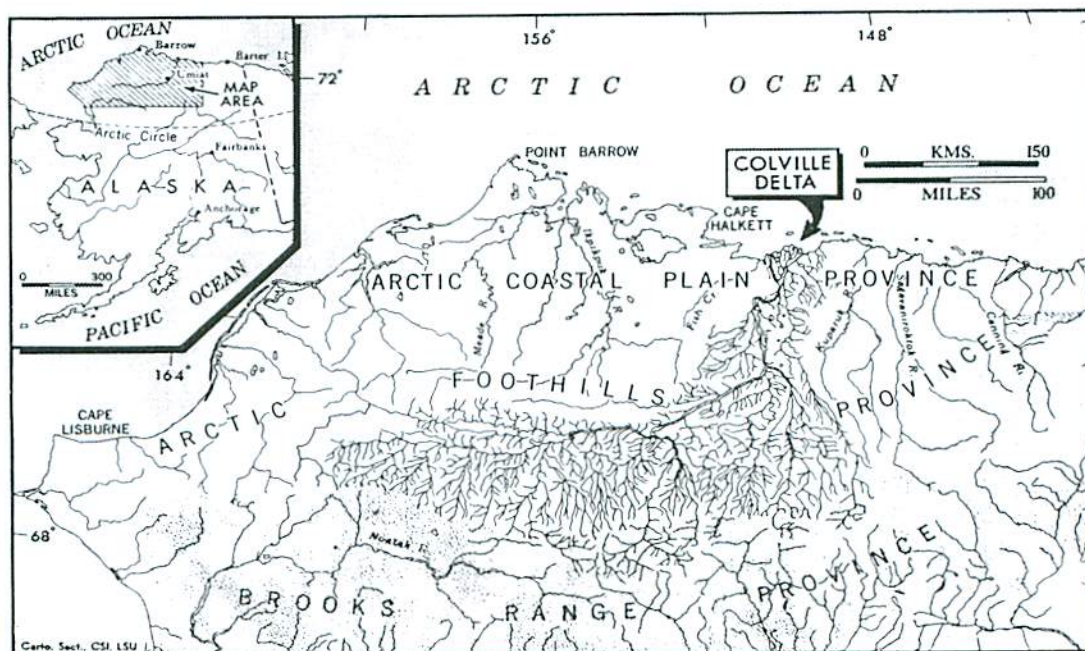 ARCTIC OCEAN
Barrow
Barter I.
Umiat
MAP
AREA
Arctic Circle
Fairbanks
ALASKA
Anchorage
0 300
MILES
OCEAN
PACIFIC
156°
148°
72°
ARCTIC OCEAN
POINT BARROW
COLVILLE
DELTA
0 KMS. 150
0 MILES 100
CAPE
HALKETT
ARCTIC COASTAL PLAIN PROVINCE
Meade R.
Ikpikpuk R.
Fish Cr.
Kuparuk R.
Canning R.
164°
CAPE
LISBURNE
ARCTIC FOOTHILLS PROVINCE
68°
Noatak R.
BROOKS RANGE PROVINCE
Carto. Sect., CSI, LSU